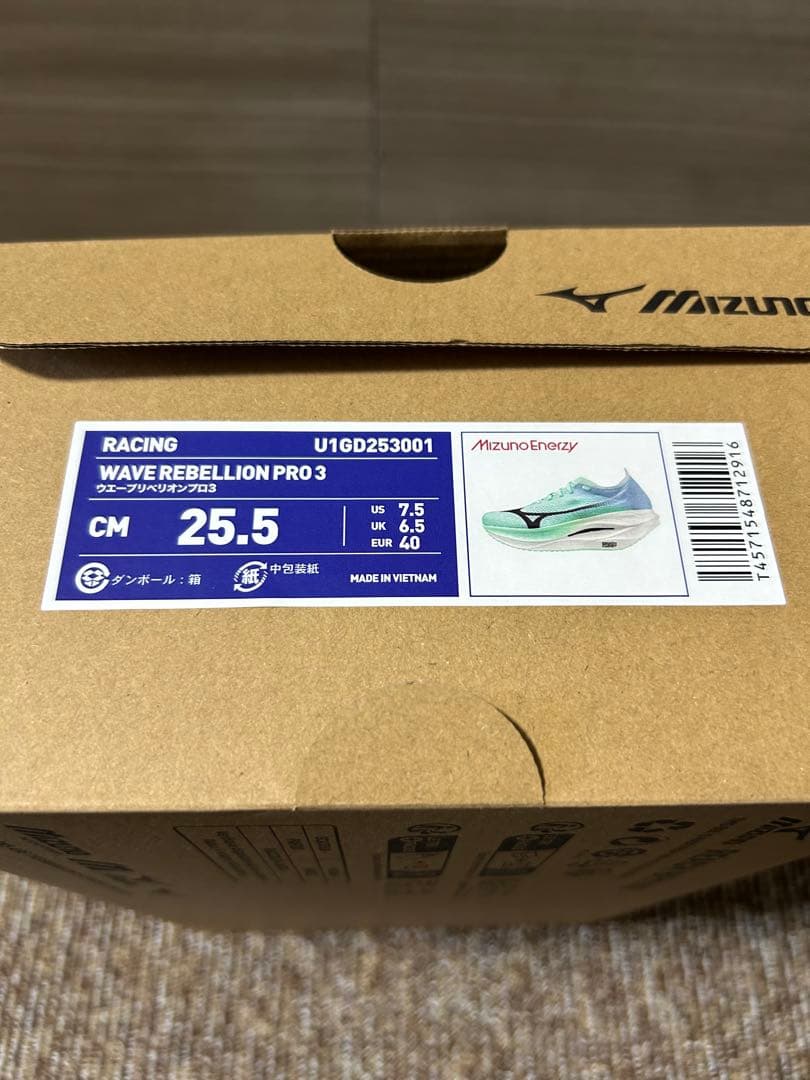 MIZUNO
RACING U1GD253001
WAVE REBELLION PRO 3
ウエーブリベリオンプロ3
CM 25.5
US 7.5
UK 6.5
EUR 40
ダンボール：箱
紙 中包装紙
MADE IN VIETNAM
Mizuno Enerzy
T4571548712916